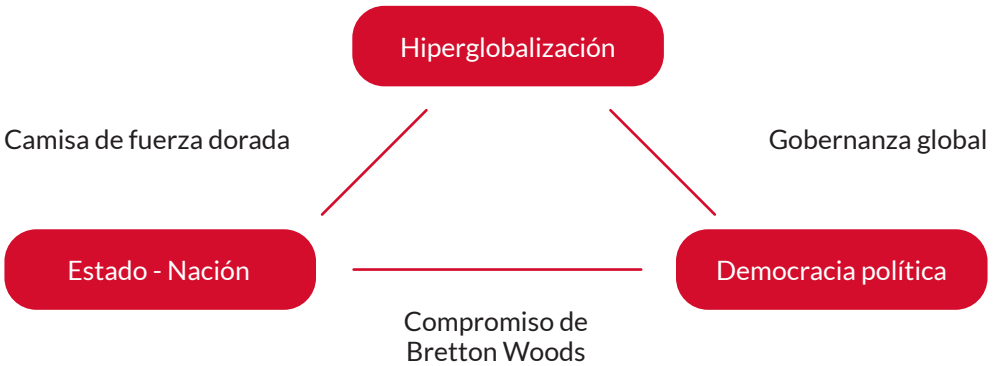 Hiperglobalización
Camisa de fuerza dorada
Gobernanza global
Estado - Nación
Democracia política
Compromiso de
Bretton Woods